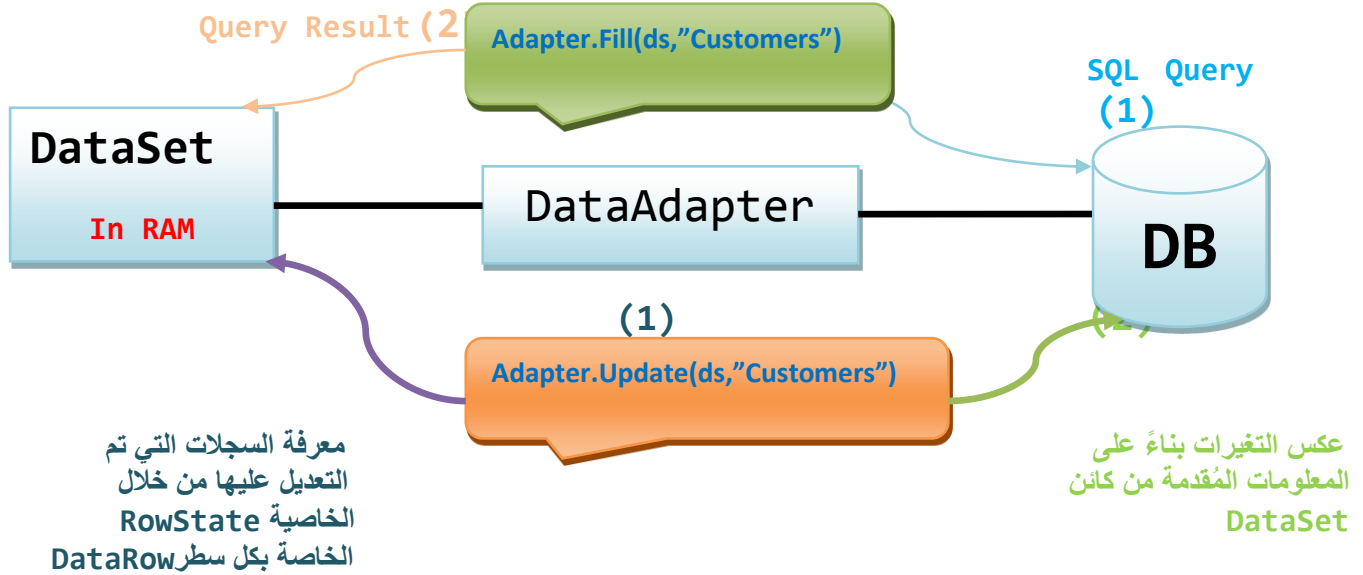 Query Result (2
Adapter.Fill(ds,”Customers”)
SQL Query
(1)
DataSet
In RAM
DataAdapter
DB
(1)
Adapter.Update(ds,”Customers”)
معرفة السجلات التي تم
التعديل عليها من خلال
الخاصية RowState
الخاصة بكل سطرDataRow
عكس التغيرات بناءً على
المعلومات المُقدمة من كائن
DataSet